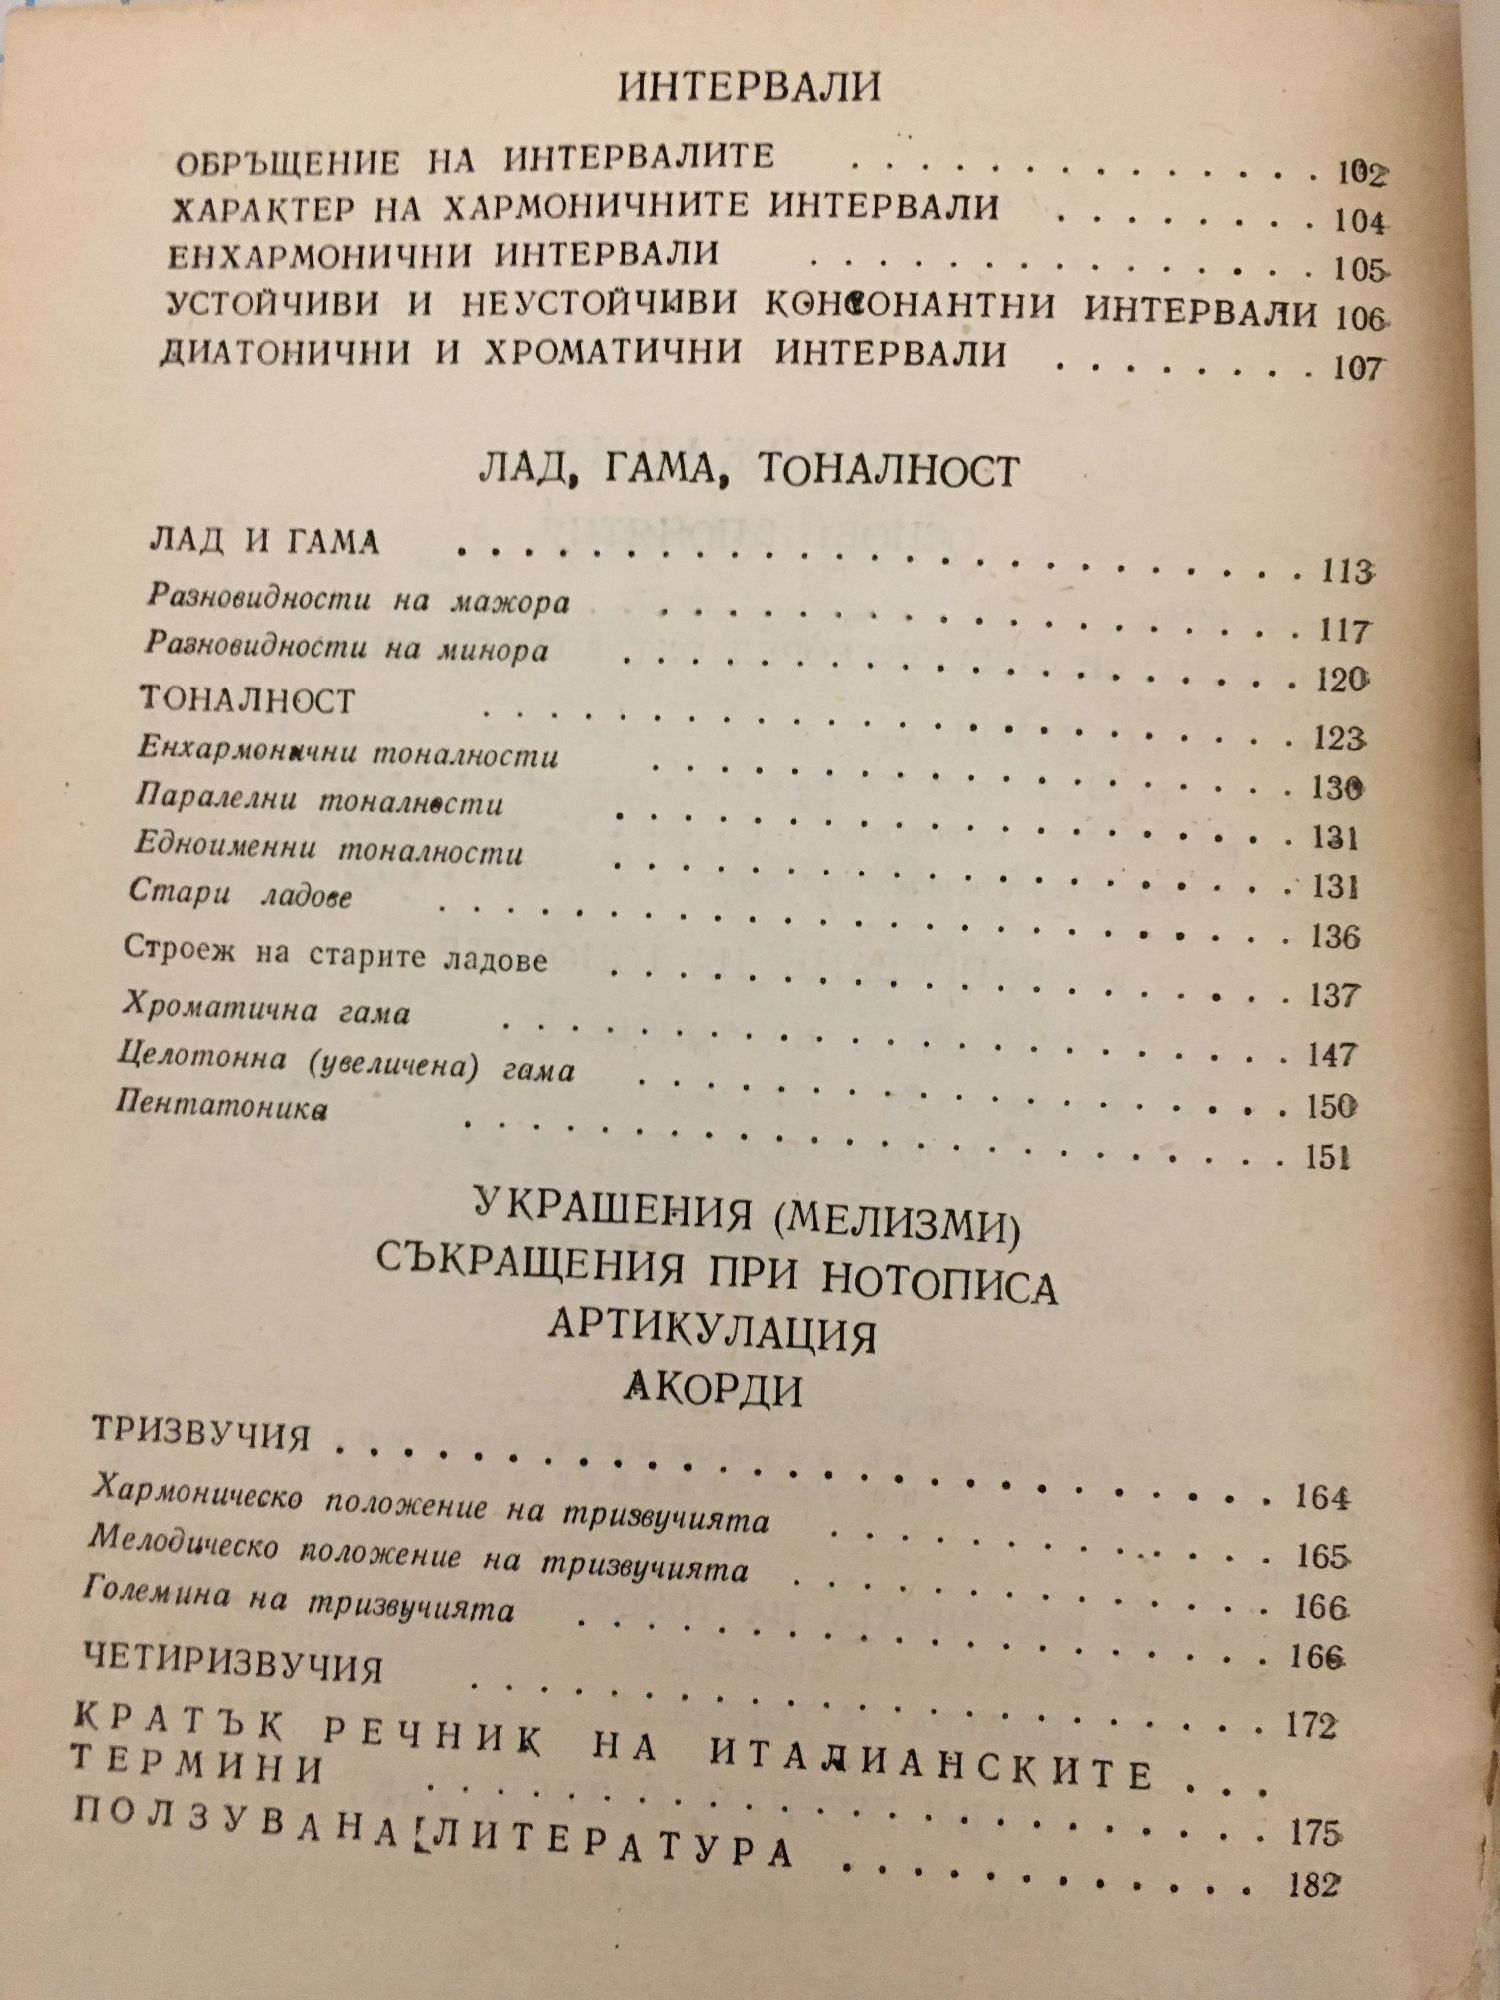 ИНТЕРВАЛИ
ОБРЪЩЕНИЕ НА ИНТЕРВАЛИТЕ . . . . . . . . . . . . . . 102
ХАРАКТЕР НА ХАРМОНИЧНИТЕ ИНТЕРВАЛИ . . . . . . . . 104
ЕНХАРМОНИЧНИ ИНТЕРВАЛИ . . . . . . . . . . . . . . . 105
УСТОЙЧИВИ И НЕУСТОЙЧИВИ КОНСОНАНТНИ ИНТЕРВАЛИ 106
ДИАТОНИЧНИ И ХРОМАТИЧНИ ИНТЕРВАЛИ . . . . . . . . 107
ЛАД, ГАМА, ТОНАЛНОСТ
ЛАД И ГАМА . . . . . . . . . . . . . . . . . . . . . . . . . 113
Разновидности на мажора . . . . . . . . . . . . . . . . . . . 117
Разновидности на минора . . . . . . . . . . . . . . . . . . . . 120
ТОНАЛНОСТ . . . . . . . . . . . . . . . . . . . . . . . . 123
Енхармонични тоналности . . . . . . . . . . . . . . . . . . . 130
Паралелни тоналности . . . . . . . . . . . . . . . . . . . . 131
Едноименни тоналности . . . . . . . . . . . . . . . . . . . . 131
Стари ладове . . . . . . . . . . . . . . . . . . . . . . . . . 136
Строеж на старите ладове . . . . . . . . . . . . . . . . . . . . 137
Хроматична гама . . . . . . . . . . . . . . . . . . . . . . . 147
Целотонна (увеличена) гама . . . . . . . . . . . . . . . . . . . 150
Пентатоника . . . . . . . . . . . . . . . . . . . . . . . . 151
УКРАШЕНИЯ (МЕЛИЗМИ)
СЪКРАЩЕНИЯ ПРИ НОТОПИСА
АРТИКУЛАЦИЯ
АКОРДИ
ТРИЗВУЧИЯ . . . . . . . . . . . . . . . . . . . . . . . . . . . 164
Хармоническо положение на тризвучията . . . . . . . . . . . . . 165
Мелодическо положение на тризвучията . . . . . . . . . . . . . . 166
Големина на тризвучията . . . . . . . . . . . . . . . . . . . . 166
ЧЕТИРИЗВУЧИЯ . . . . . . . . . . . . . . . . . . . . . . . 172
КРАТЪК РЕЧНИК НА ИТАЛИАНСКИТЕ . . .
ТЕРМИНИ . . . . . . . . . . . . . . . . . . . . . . . . 175
ПОЛЗУВАНА ЛИТЕРАТУРА . . . . . . . . . . . . 182